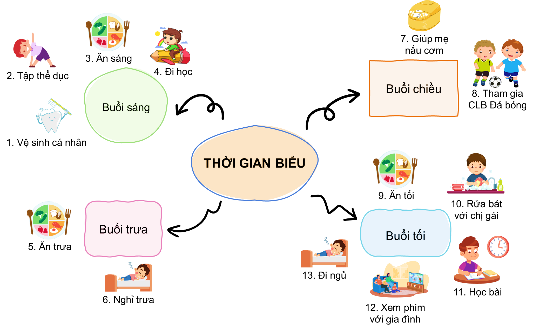 THỜI GIAN BIỂU
Buổi sáng
1. Vệ sinh cá nhân
2. Tập thể dục
3. Ăn sáng
4. Đi học
Buổi trưa
5. Ăn trưa
6. Nghỉ trưa
Buổi chiều
7. Giúp mẹ
nấu cơm
8. Tham gia
CLB Đá bóng
Buổi tối
9. Ăn tối
10. Rửa bát
với chị gái
11. Học bài
12. Xem phim
với gia đình
13. Đi ngủ